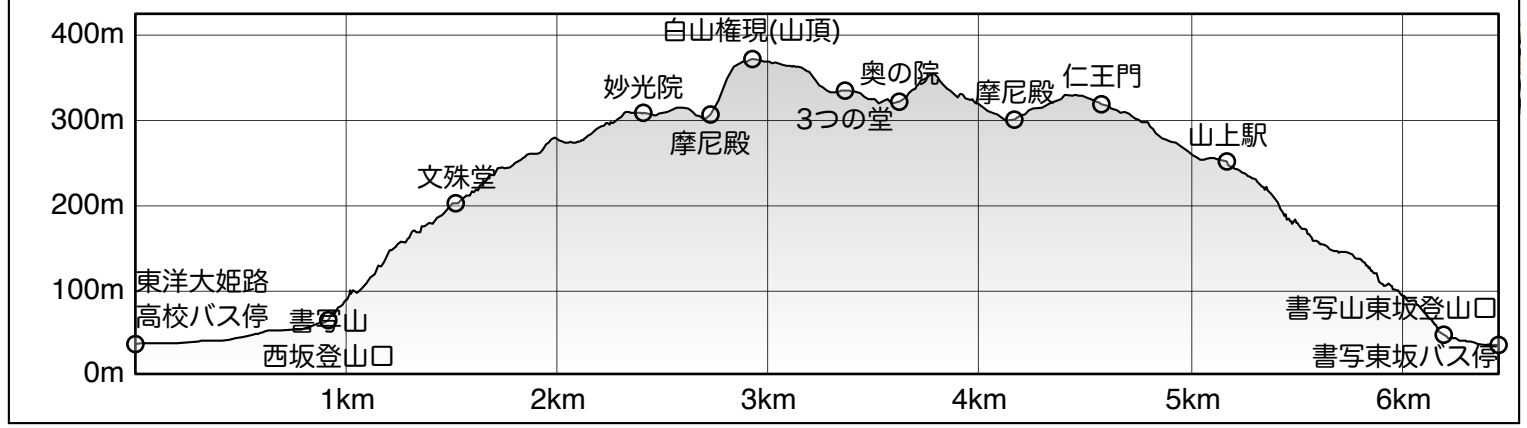 400m
300m
200m
100m
0m
東洋大姫路
高校バス停
書写山
西坂登山口
文殊堂
妙光院
摩尼殿
白山権現(山頂)
3つの堂
奥の院
摩尼殿
仁王門
山上駅
書写山東坂登山口
書写東坂バス停
1km
2km
3km
4km
5km
6km